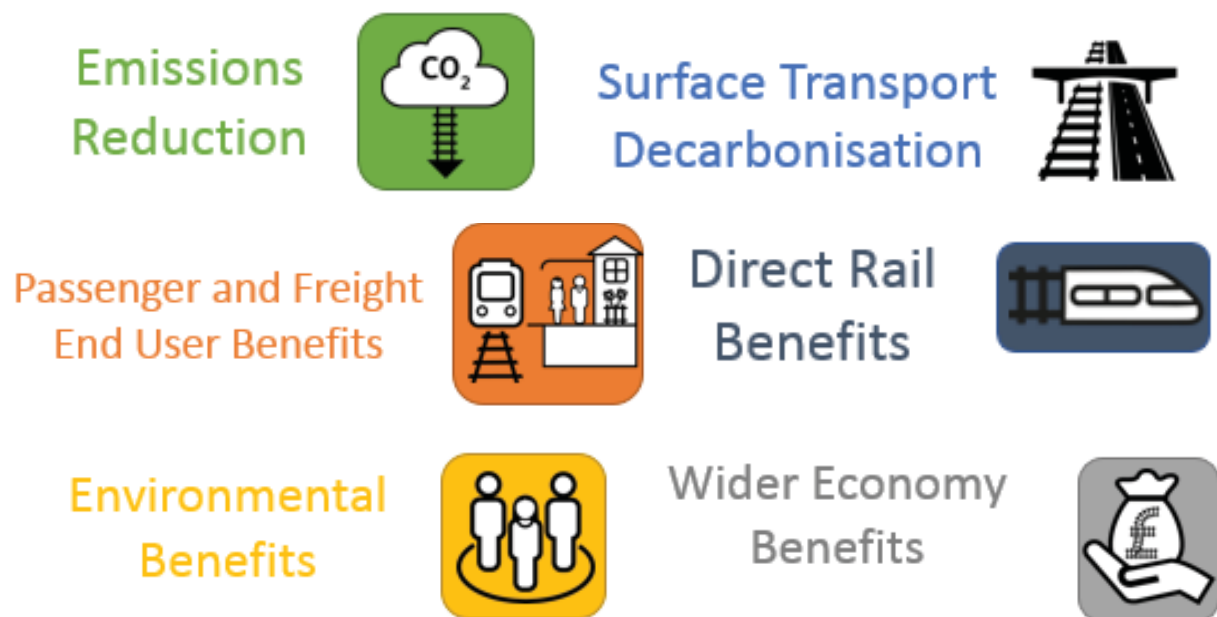 Emissions
Reduction
CO₂
Surface Transport
Decarbonisation
Passenger and Freight
End User Benefits
Direct Rail
Benefits
Environmental
Benefits
Wider Economy
Benefits
£